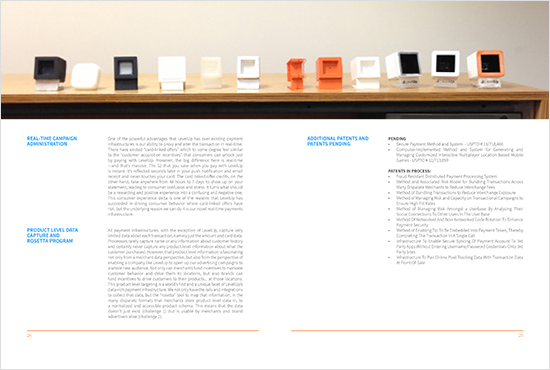 REAL-TIME CAMPAIGN
ADMINISTRATION
One of the powerful advantages that LevelUp has over existing payment
infrastructures is our ability to proxy and alter the transaction in real-time.
There have existed "card-linked offers" which to some degree feel similar
to the "customer acquisition incentives" that consumers can unlock just
by paying with LevelUp. However, the big difference here is real-time
- and that's massive. The $2 that you save when you pay with LevelUp
is instant. It's reflected seconds later in your push notification and email
receipt and never touches your card. The card linked offer credits, on the
other hand, take anywhere from 48 hours to 7 days to show up on your
statement, leading to consumer confusion and stress. It turns what should
be a rewarding and positive experience into a confusing and negative one.
This consumer experience delta is one of the reasons that LevelUp has
succeeded in driving consumer behavior where card-linked offers have
not, but the underlying reason we can do it is our novel real-time payments
infrastructure.
PRODUCT LEVEL DATA
CAPTURE AND
ROSETTA PROGRAM
All payment infrastructures, with the exception of LevelUp, capture only
limited data about each transaction, namely, just the amount and card data.
Processors rarely capture name or any information about customer history
and certainly never capture any product level information about what the
customer purchased. However, that product level information is invaluable,
not only from a merchant data perspective, but also from the perspective of
enabling a company like LevelUp to open up our advertising campaigns to
a whole new audience. Not only can merchants fund incentives to motivate
customer behavior and drive them to locations, but also brands can
fund incentives to drive customers to their products... at those locations.
This product level targeting is a world's first and a unique level of LevelUp's
data rich payment infrastructure. We not only have the rails and integrations
to collect that data, but the "rosetta" tool to map that information, in the
many disparate formats that merchants store product level data in, to
a normalized and accessible product schema. This means that the data
doesn't just exist (challenge 1) but is usable by merchants and brand
advertisers alike (challenge 2).
ADDITIONAL PATENTS AND
PATENTS PENDING
PENDING
• Secure Payment Method and System - USPTO #
• Computer-Implemented Method and System for Generating and
Managing Customized Interactive Multiplayer Location-Based Mobile
Games - USPTO #
PATENTS IN PROCESS:
• Fraud Resistant Distributed Payment Processing System
• Method and Associated Risk Model for Bundling Transactions Across
Many Disparate Merchants to Reduce Interchange Fees
• Method of Bundling Transactions to Reduce Interchange Exposure
• Method of Managing Risk and Capacity on Transactional Campaigns to
Ensure High Fill Rates
• Method of Managing Risk Amongst a Userbase By Analyzing Their
Social Connections To Other Users In The User Base
• Method Of Networked And Non Networked Code Rotation To Enhance
Payment Security
• Method of Enabling Tip To Be Embedded Into Payment Token, Thereby
Completing The Transaction In A Single Call
• Infrastructure To Enable Secure Syncing Of Payment Account To 3rd
Party Apps Without Entering Username/Password Credentials Onto 3rd
Party Sites
• Infrastructure To Pair Online Pixel Tracking Data With Transaction Data
At Point Of Sale